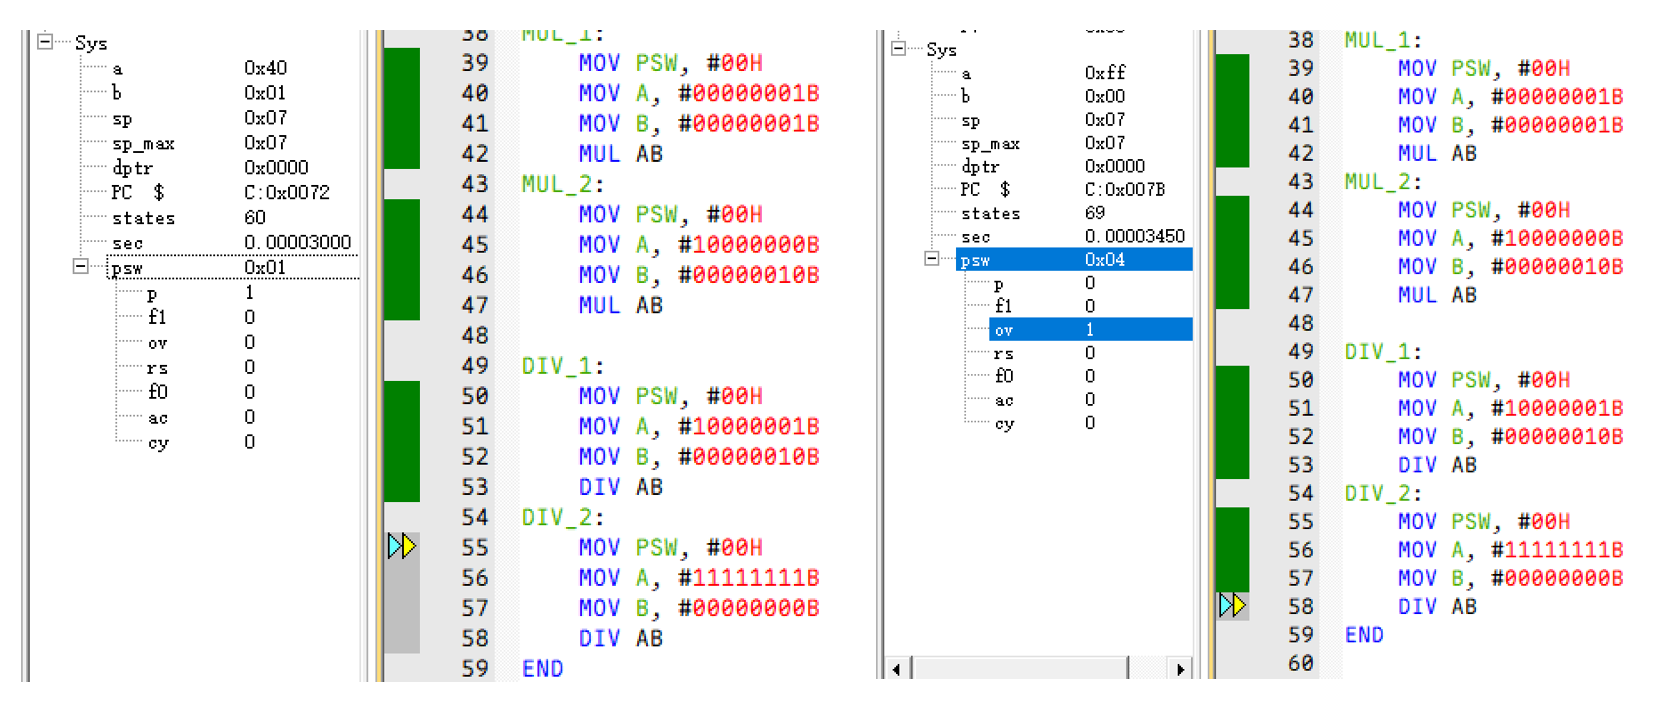 Sys
a 0x40
b 0x01
sp 0x07
sp_max 0x07
dptr 0x0000
PC $ C:0x0072
states 60
sec 0.00003000
psw 0x01
p 1
f1 0
ov 0
rs 0
f0 0
ac 0
cy 0
38 MUL_1:
39 MOV PSW, #00H
40 MOV A, #00000001B
41 MOV B, #00000001B
42 MUL AB
43 MUL_2:
44 MOV PSW, #00H
45 MOV A, #10000000B
46 MOV B, #00000010B
47 MUL AB
48
49 DIV_1:
50 MOV PSW, #00H
51 MOV A, #10000001B
52 MOV B, #00000010B
53 DIV AB
54 DIV_2:
55 MOV PSW, #00H
56 MOV A, #11111111B
57 MOV B, #00000000B
58 DIV AB
59 END
Sys
a 0xff
b 0x00
sp 0x07
sp_max 0x07
dptr 0x0000
PC $ C:0x007B
states 69
sec 0.00003450
psw 0x04
p 0
f1 0
ov 1
rs 0
f0 0
ac 0
cy 0
38 MUL_1:
39 MOV PSW, #00H
40 MOV A, #00000001B
41 MOV B, #00000001B
42 MUL AB
43 MUL_2:
44 MOV PSW, #00H
45 MOV A, #10000000B
46 MOV B, #00000010B
47 MUL AB
48
49 DIV_1:
50 MOV PSW, #00H
51 MOV A, #10000001B
52 MOV B, #00000010B
53 DIV AB
54 DIV_2:
55 MOV PSW, #00H
56 MOV A, #11111111B
57 MOV B, #00000000B
58 DIV AB
59 END
60